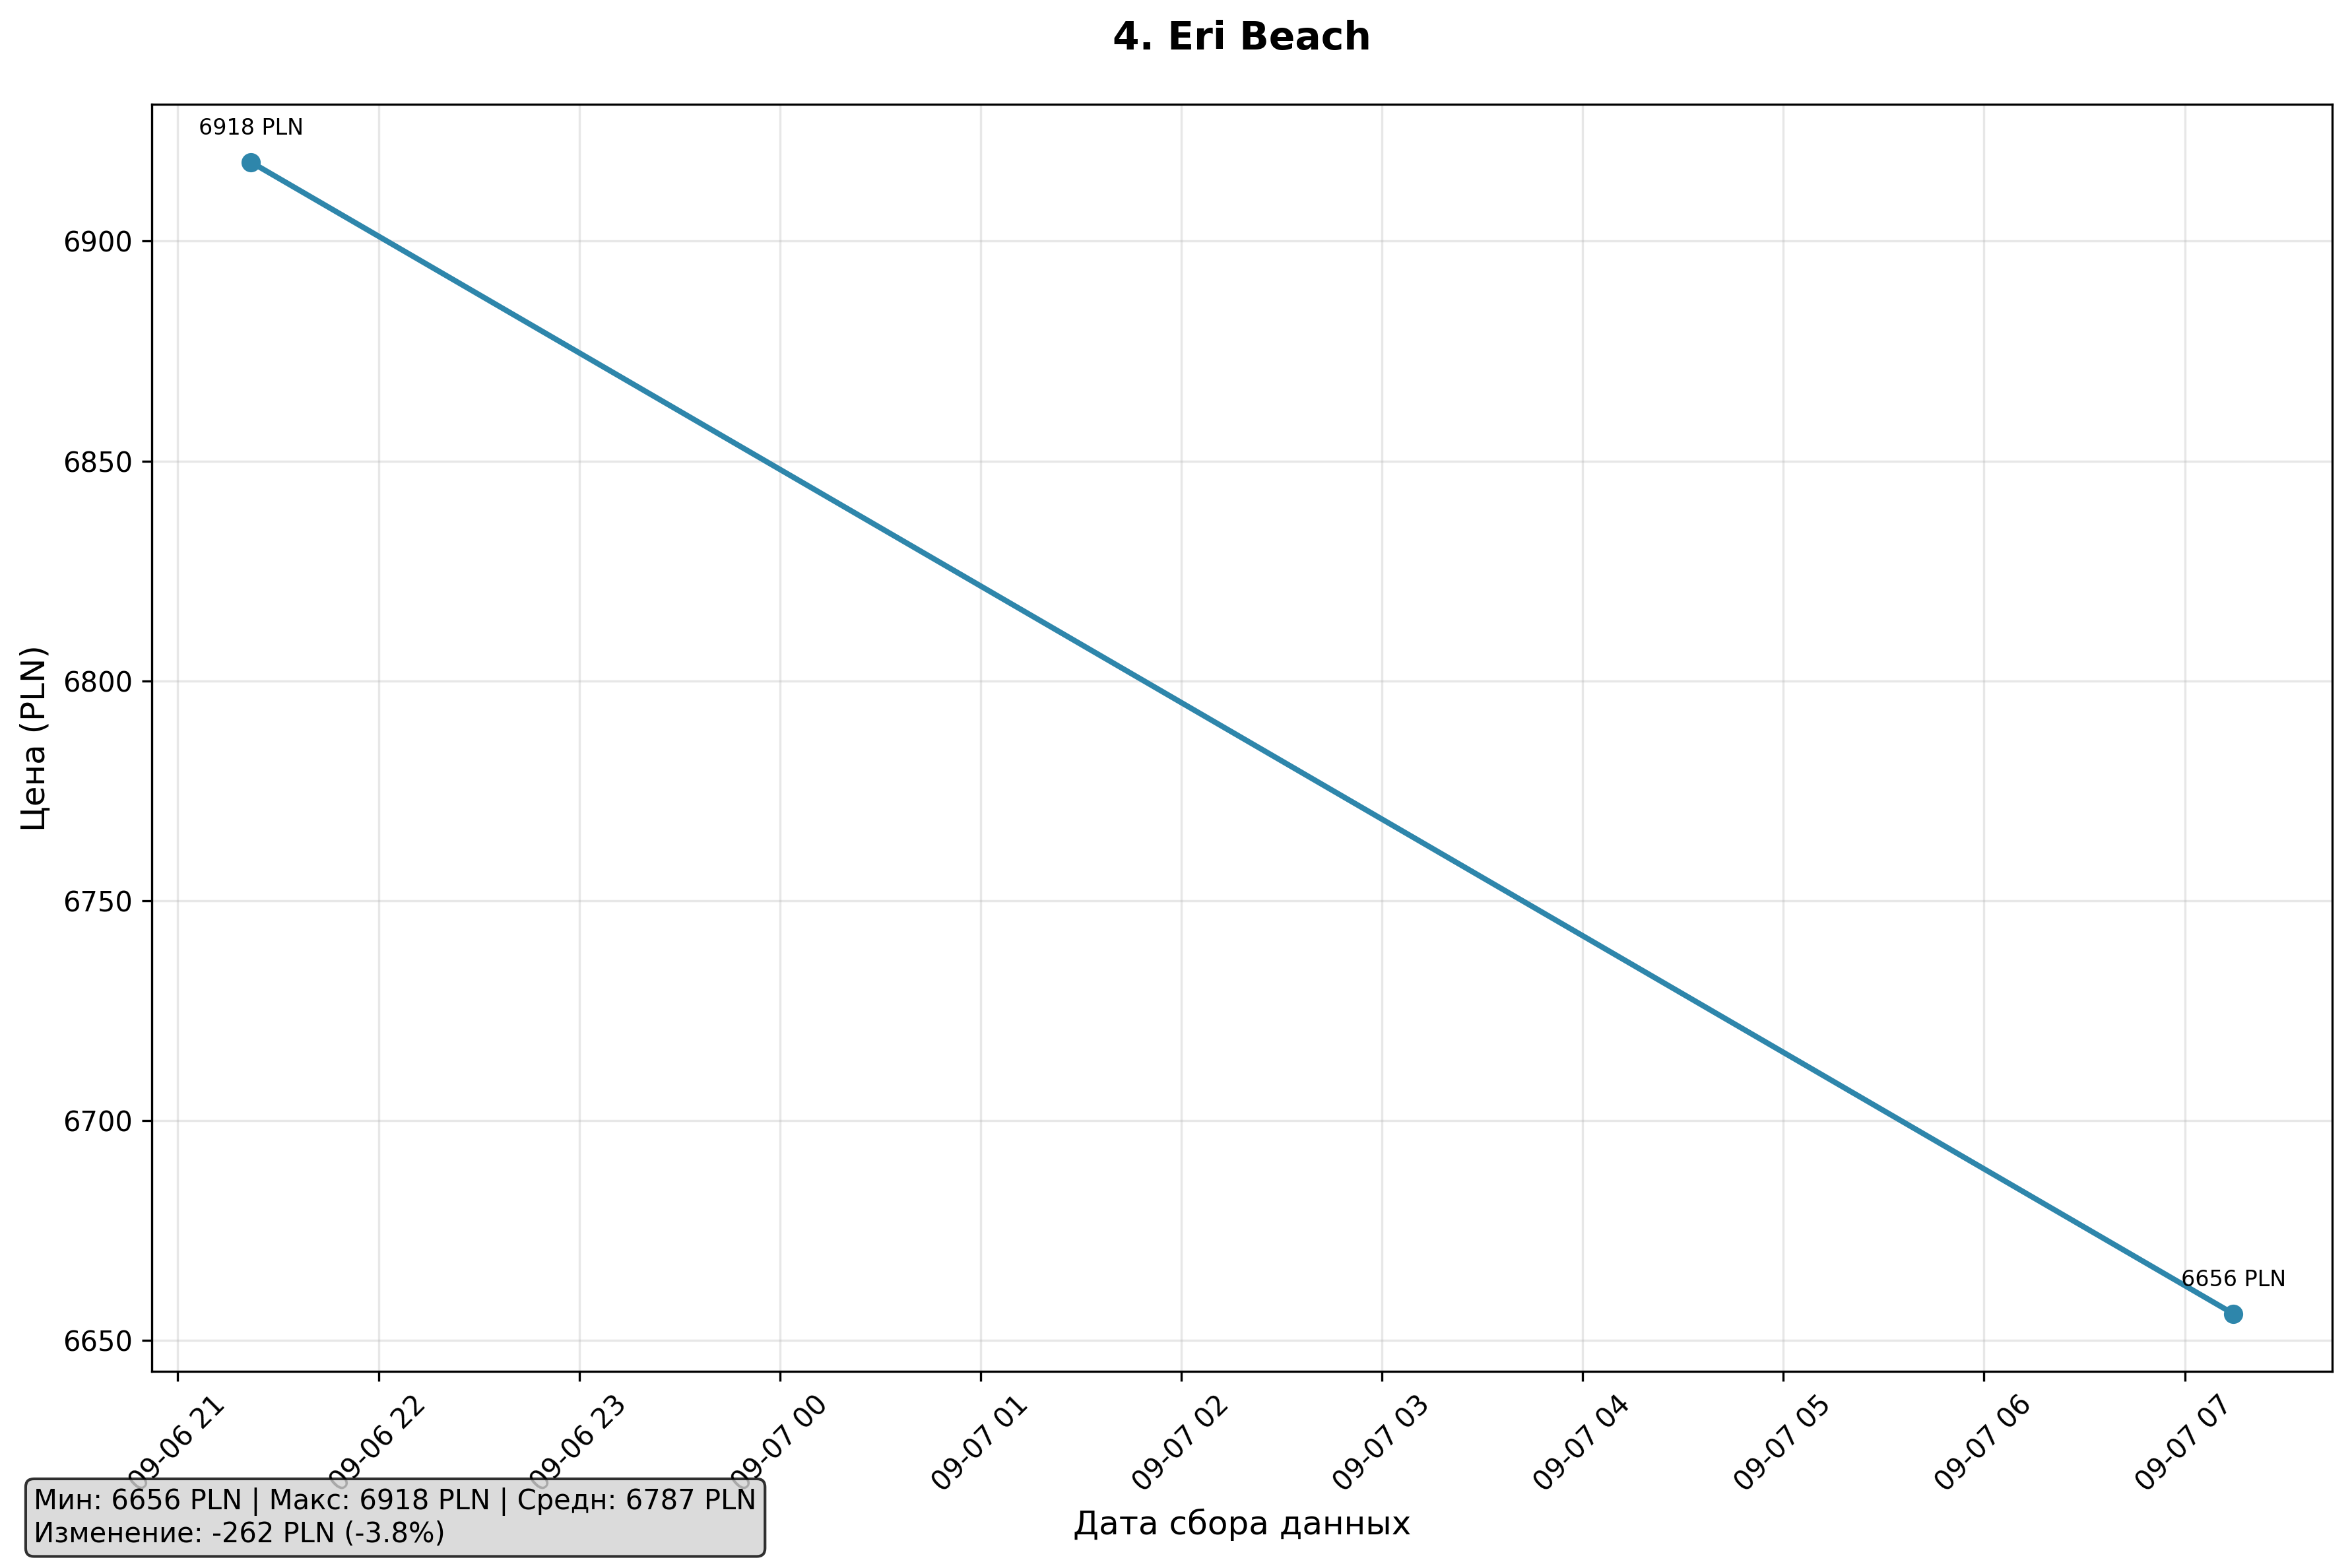 4. Eri Beach
6918 PLN
6900
6850
6800
6750
6700
6650
Цена (PLN)
6656 PLN
09-06 21
09-06 22
09-06 23
09-07 00
09-07 01
09-07 02
09-07 03
09-07 04
09-07 05
09-07 06
09-07 07
Дата сбора данных
Мин: 6656 PLN | Макс: 6918 PLN | Средн: 6787 PLN
Изменение: -262 PLN (-3.8%)